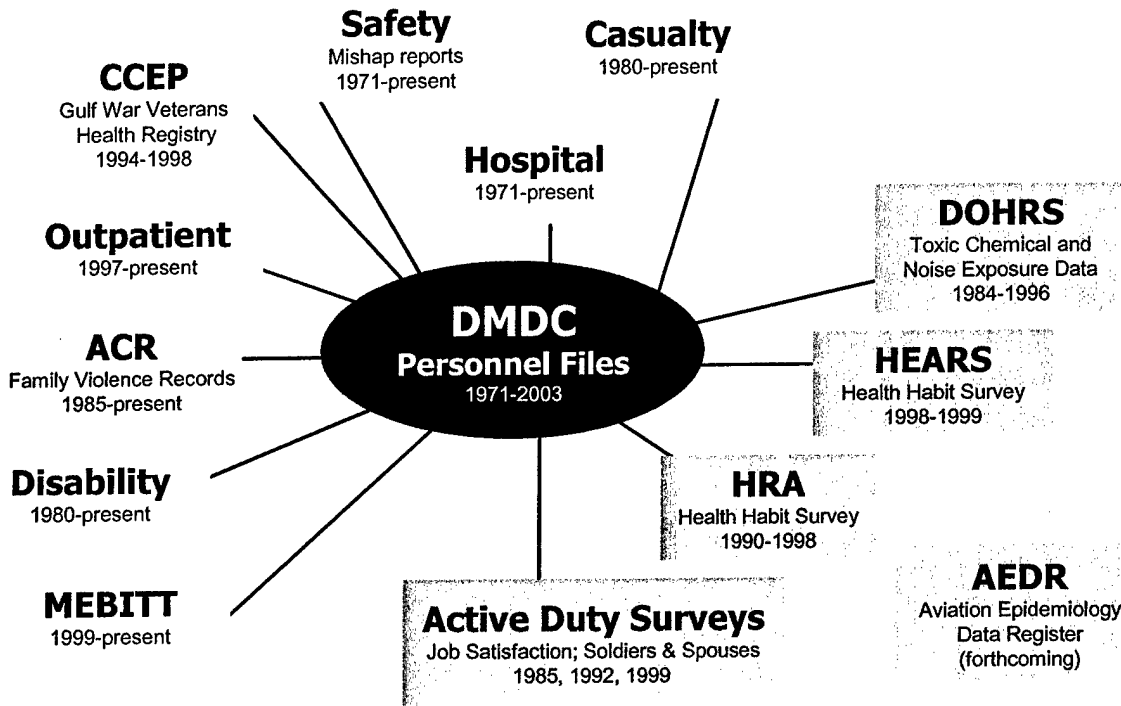 Safety
Mishap reports
1971-present
Casualty
1980-present
CCEP
Gulf War Veterans
Health Registry
1994-1998
Hospital
1971-present
DOHRS
Toxic Chemical and
Noise Exposure Data
1984-1996
Outpatient
1997-present
DMDC
Personnel Files
1971-2003
ACR
Family Violence Records
1985-present
HEARS
Health Habit Survey
1998-1999
Disability
1980-present
HRA
Health Habit Survey
1990-1998
MEBITT
1999-present
Active Duty Surveys
Job Satisfaction; Soldiers & Spouses
1985, 1992, 1999
AEDR
Aviation Epidemiology
Data Register
(forthcoming)